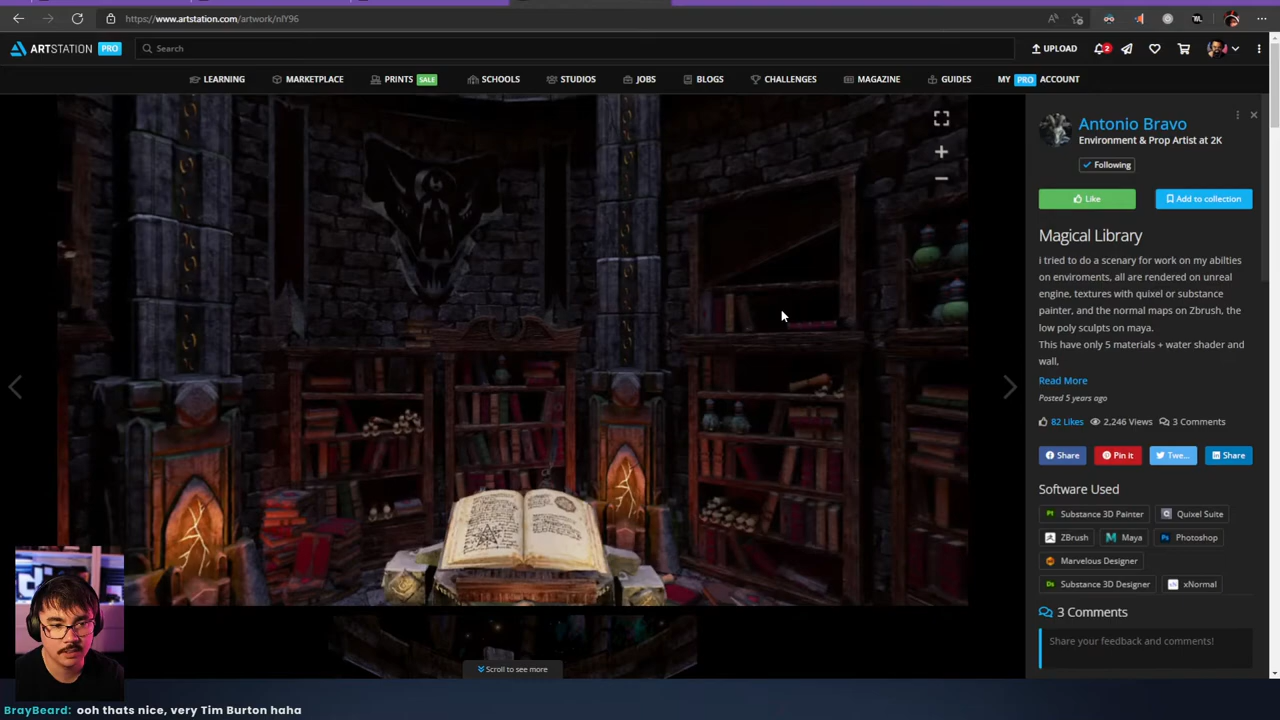 https://www.artstation.com/artwork/nlY96
ARTSTATION PRO
Search
UPLOAD
2
LEARNING
MARKETPLACE
PRINTS SALE
SCHOOLS
STUDIOS
JOBS
BLOGS
CHALLENGES
MAGAZINE
GUIDES
MY PRO ACCOUNT
Antonio Bravo
Environment & Prop Artist at 2K
Following
Like
Add to collection
Magical Library
i tried to do a scenary for work on my abilties
on enviroments, all are rendered on unreal
engine, textures with quixel or substance
painter, and the normal maps on Zbrush, the
low poly sculpts on maya.
This have only 5 materials + water shader and
wall,
Read More
Posted 5 years ago
82 Likes 2,246 Views 3 Comments
Share
Pin it
Twe...
Share
Software Used
Pt Substance 3D Painter
Quixel Suite
ZBrush
Maya
Ps Photoshop
Marvelous Designer
Ds Substance 3D Designer
xNormal
3 Comments
Share your feedback and comments!
Scroll to see more
BrayBeard: ooh thats nice, very Tim Burton haha